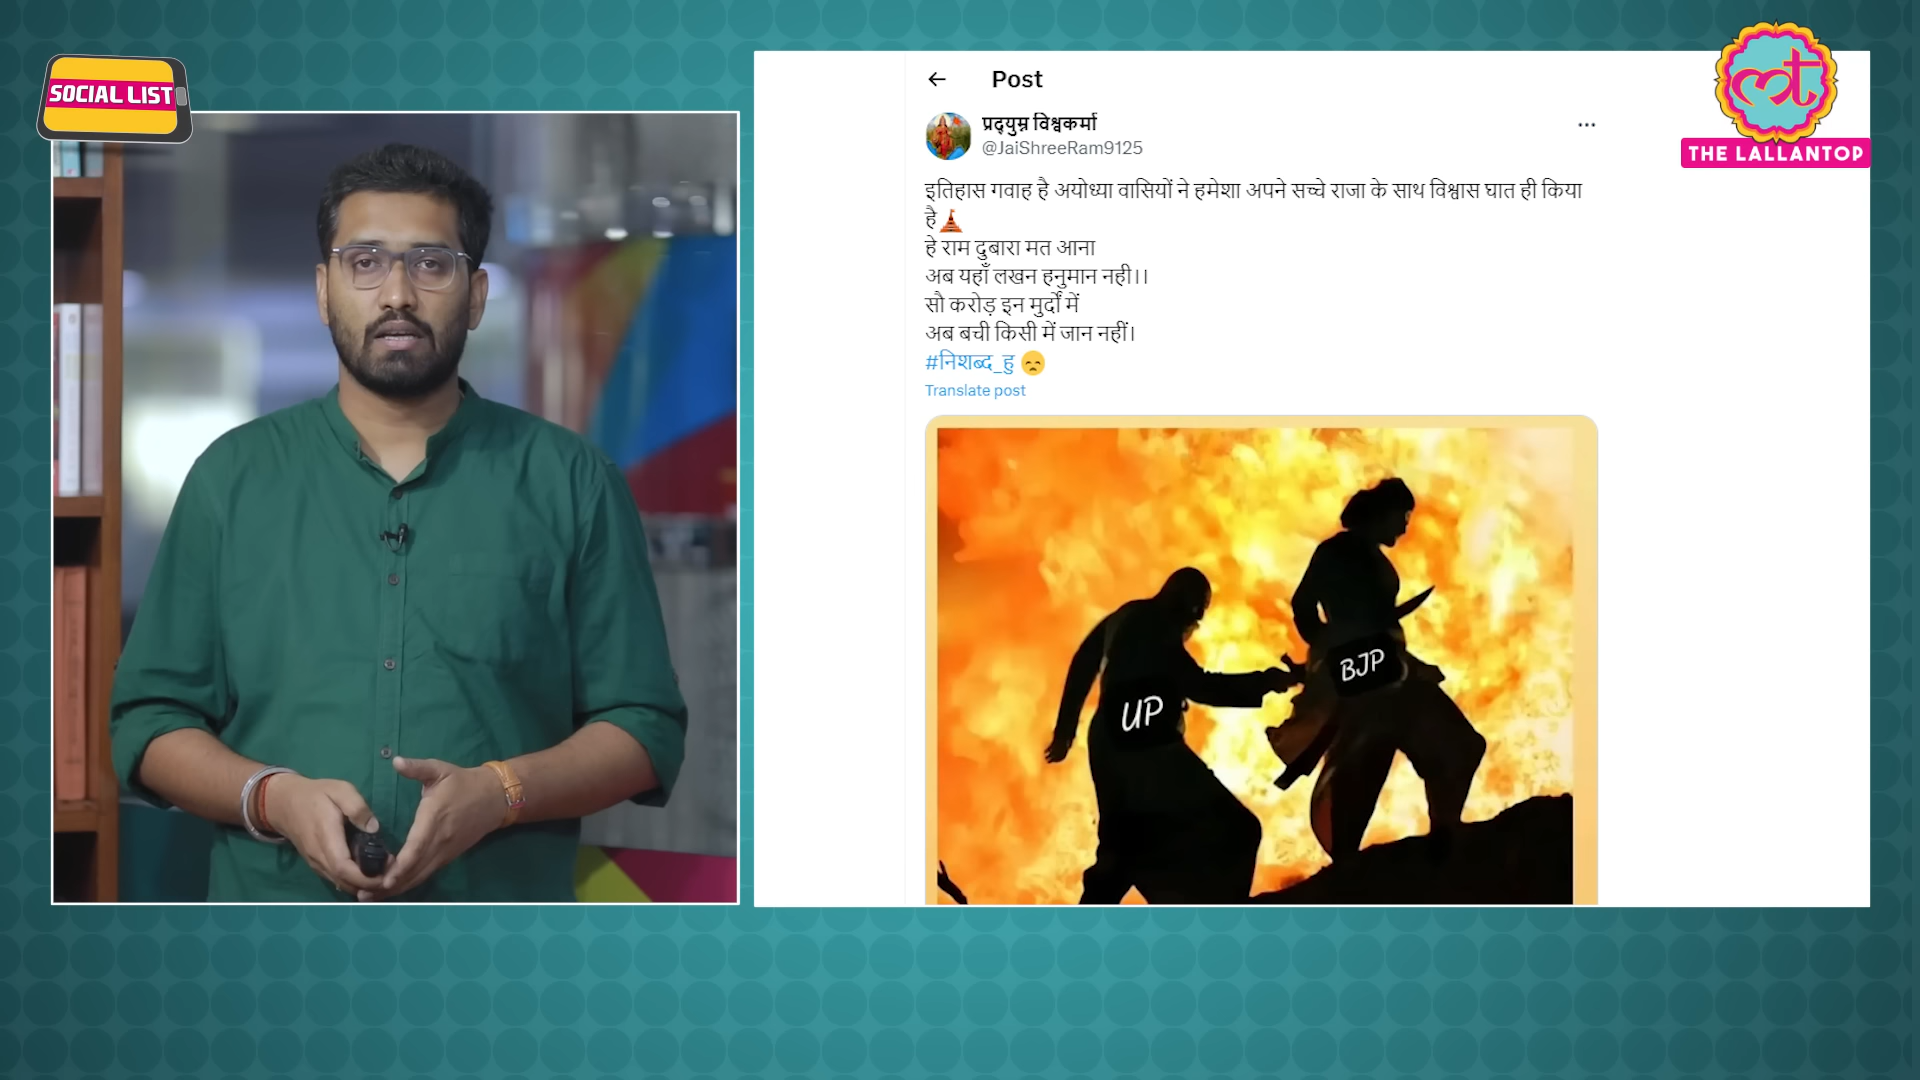 SOCIAL LIST
Post
प्रद्युम्न विश्वकर्मा
@JaiShreeRam9125
इतिहास गवाह है अयोध्या वासियों ने हमेशा अपने सच्चे राजा के साथ विश्वास घात ही किया
है
हे राम दुबारा मत आना
अब यहाँ लखन हनुमान नही।।
सौ करोड़ इन मुर्दों में
अब बची किसी में जान नहीं।
#निशब्द_हु
Translate post
UP
BJP
THE LALLANTOP